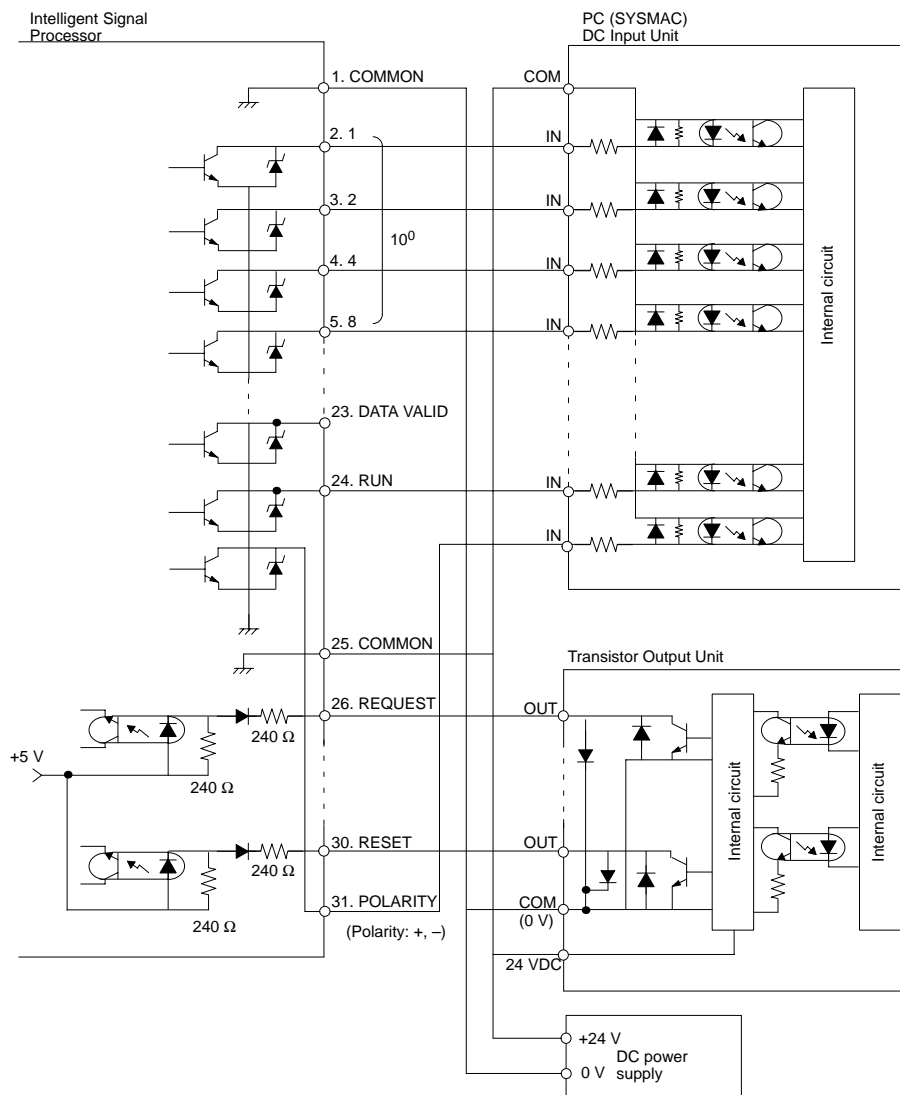 Intelligent Signal
Processor
PC (SYSMAC)
DC Input Unit
1. COMMON
COM
2. 1
IN
3. 2
IN
10⁰
4. 4
IN
5. 8
IN
Internal circuit
23. DATA VALID
24. RUN
IN
IN
25. COMMON
Transistor Output Unit
26. REQUEST
OUT
240 Ω
+5 V
240 Ω
Internal circuit
Internal circuit
30. RESET
OUT
240 Ω
31. POLARITY
COM
(0 V)
240 Ω
(Polarity: +, –)
24 VDC
+24 V
DC power
supply
0 V